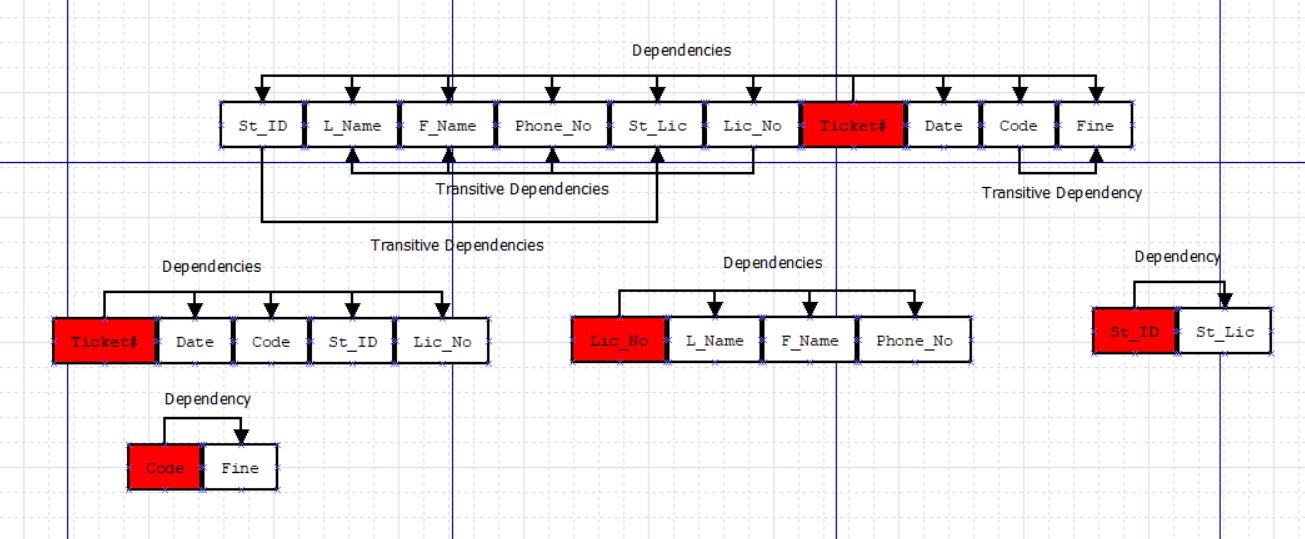 Dependencies
St_ID L_Name F_Name Phone_No St_Lic Lic_No Ticket# Date Code Fine
Transitive Dependencies
Transitive Dependency
Transitive Dependencies
Dependencies
Ticket# Date Code St_ID Lic_No
Dependencies
Lic_No L_Name F_Name Phone_No
Dependency
St_ID St_Lic
Dependency
Code Fine